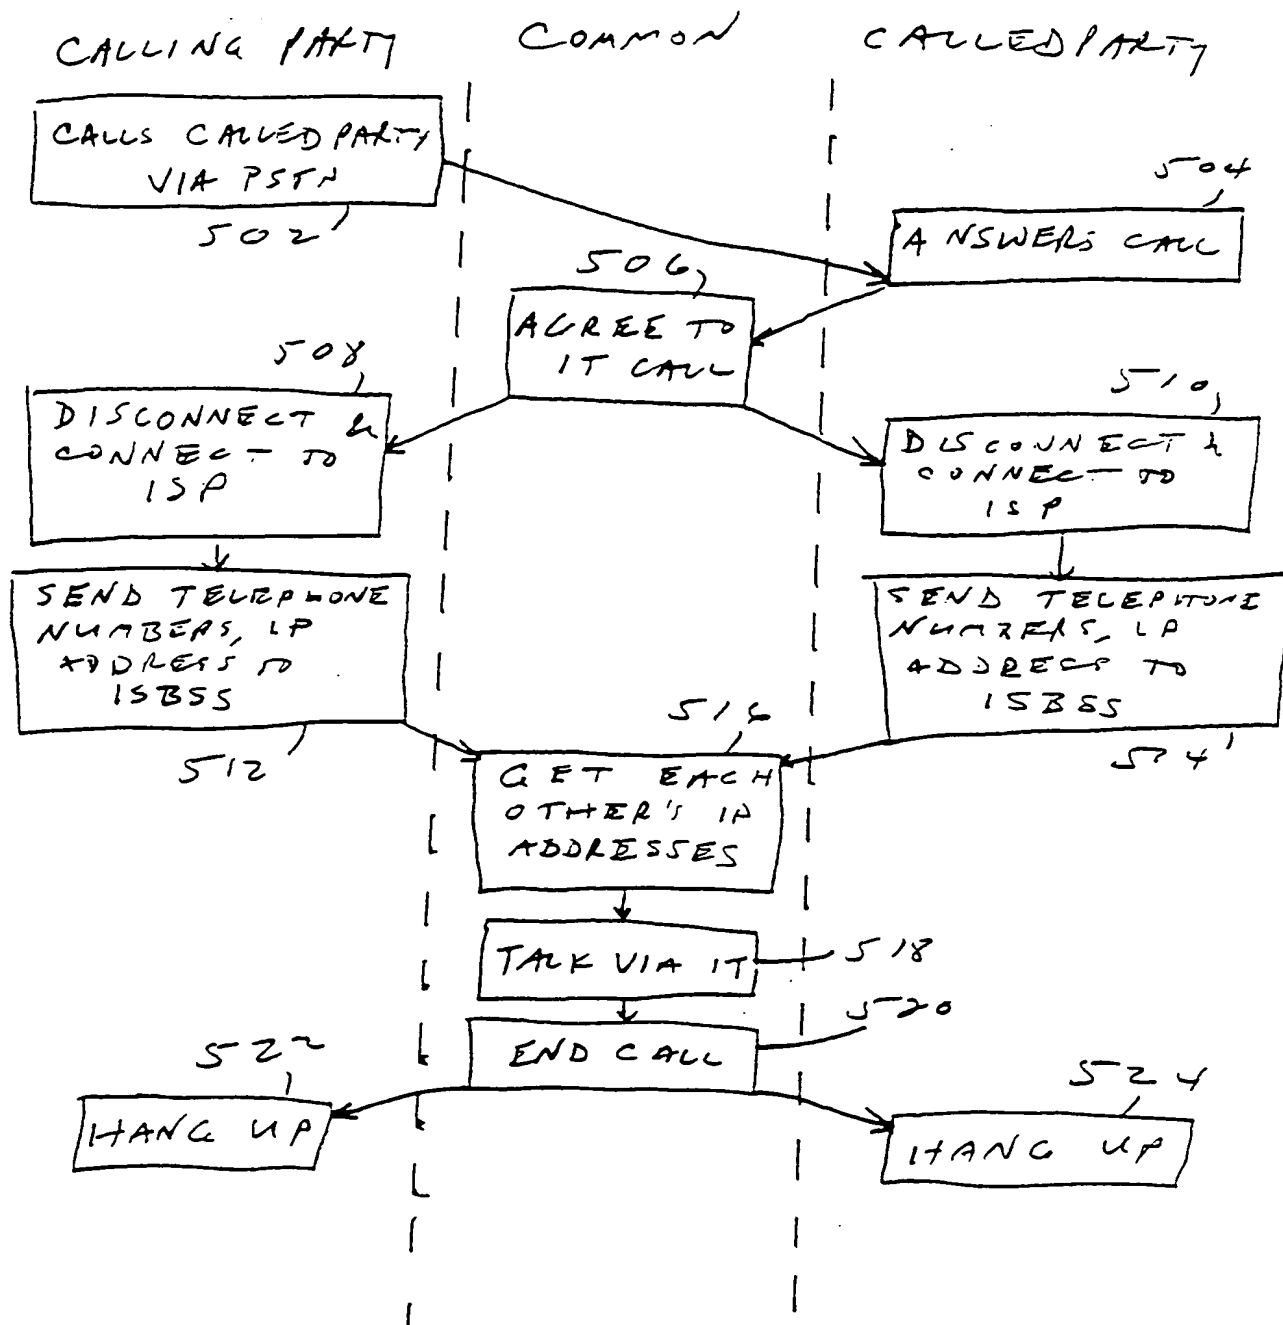 CALLING PARTY
COMMON
CALLED PARTY
CALLS CALLED PARTY
VIA PSTN
502
504
ANSWERS CALL
506
AGREE TO
IT CALL
508
DISCONNECT &
CONNECT TO
ISP
510
DISCONNECT &
CONNECT TO
ISP
SEND TELEPHONE
NUMBERS, IP
ADDRESS TO
ISBSS
512
SEND TELEPHONE
NUMBERS, IP
ADDRESS TO
ISBSS
514
516
GET EACH
OTHER'S IP
ADDRESSES
TALK VIA IT
518
END CALL
520
522
HANG UP
524
HANG UP